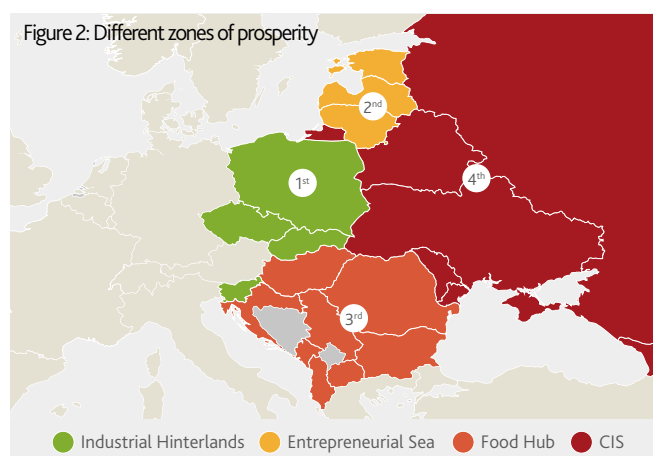 Figure 2: Different zones of prosperity
2nd
1st
4th
3rd
Industrial Hinterlands
Entrepreneurial Sea
Food Hub
CIS